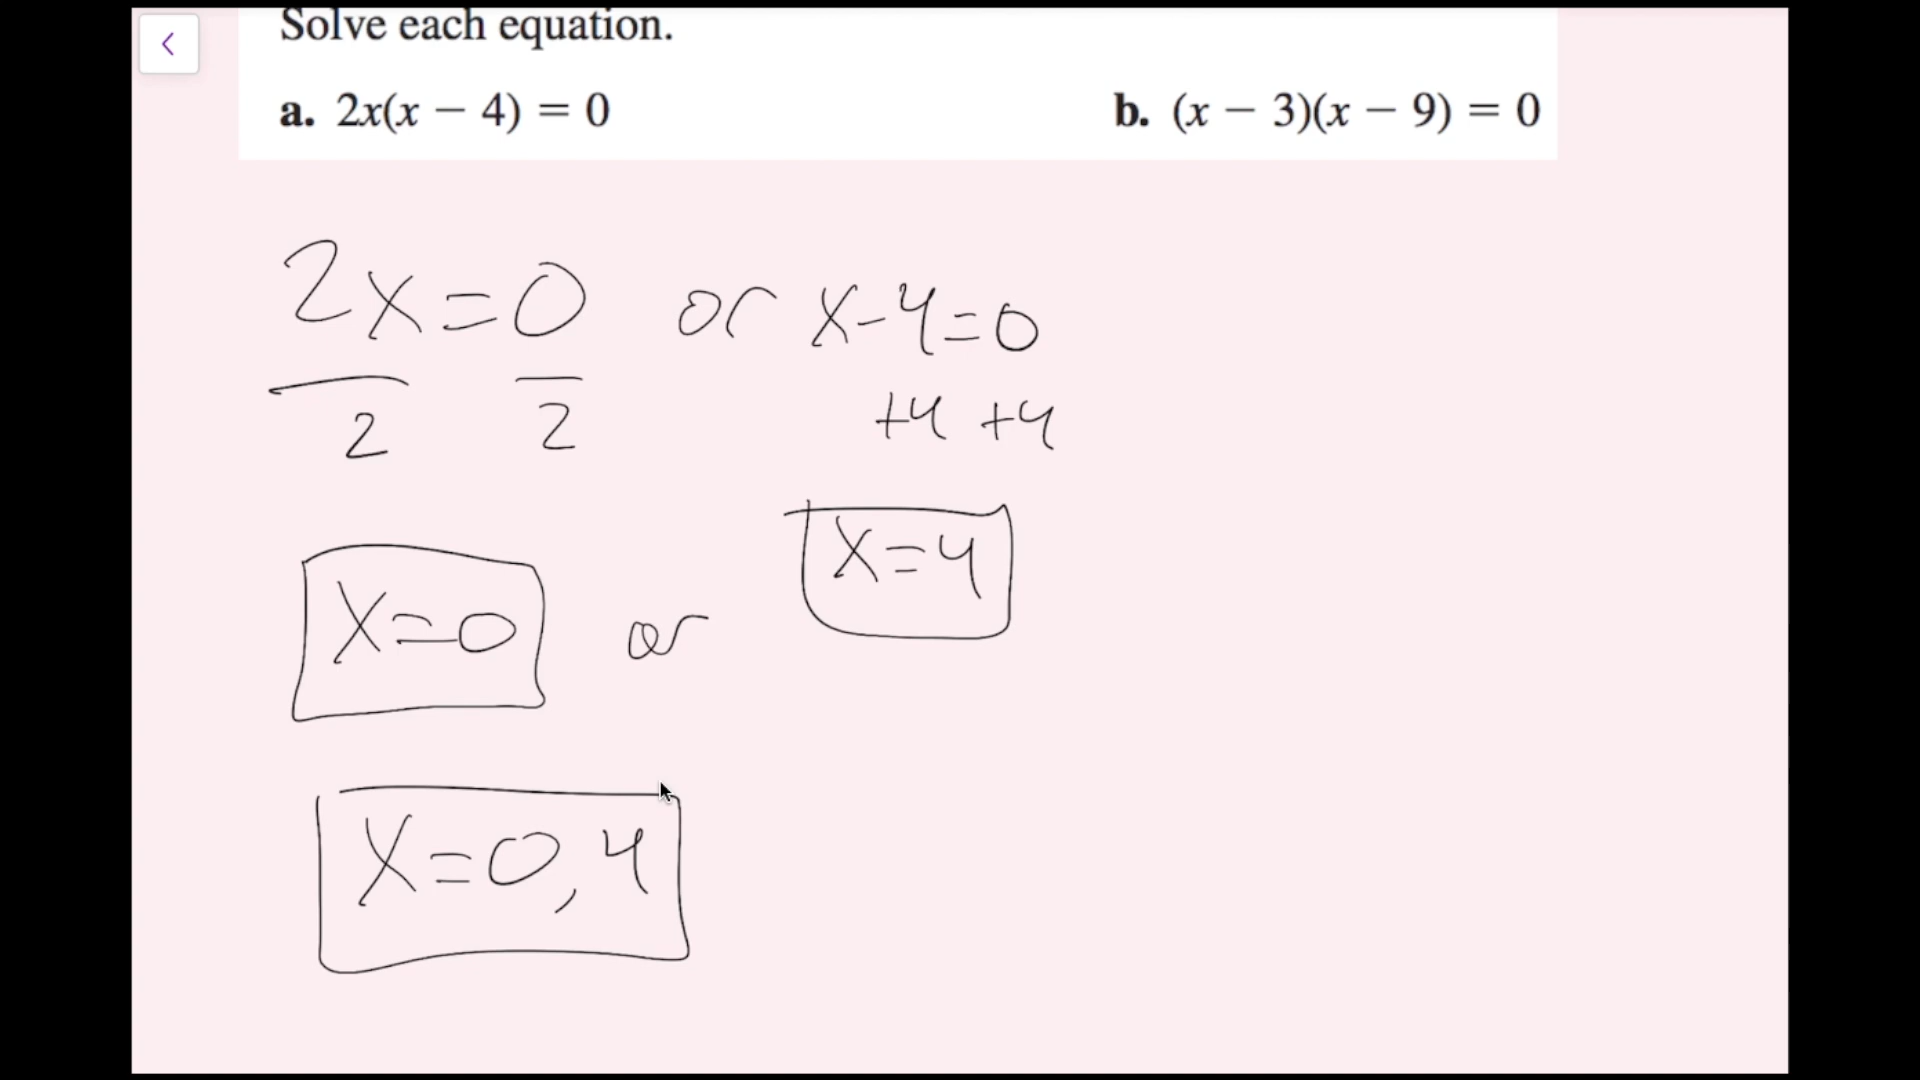 Solve each equation.
a. 2x(x − 4) = 0
b. (x − 3)(x − 9) = 0
2x=0 or x-4=0
2 2 +4 +4
x=4
x=0 or
x=0,4